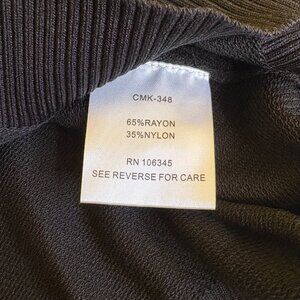 CMK-348
65%RAYON
35%NYLON
RN 106345
SEE REVERSE FOR CARE